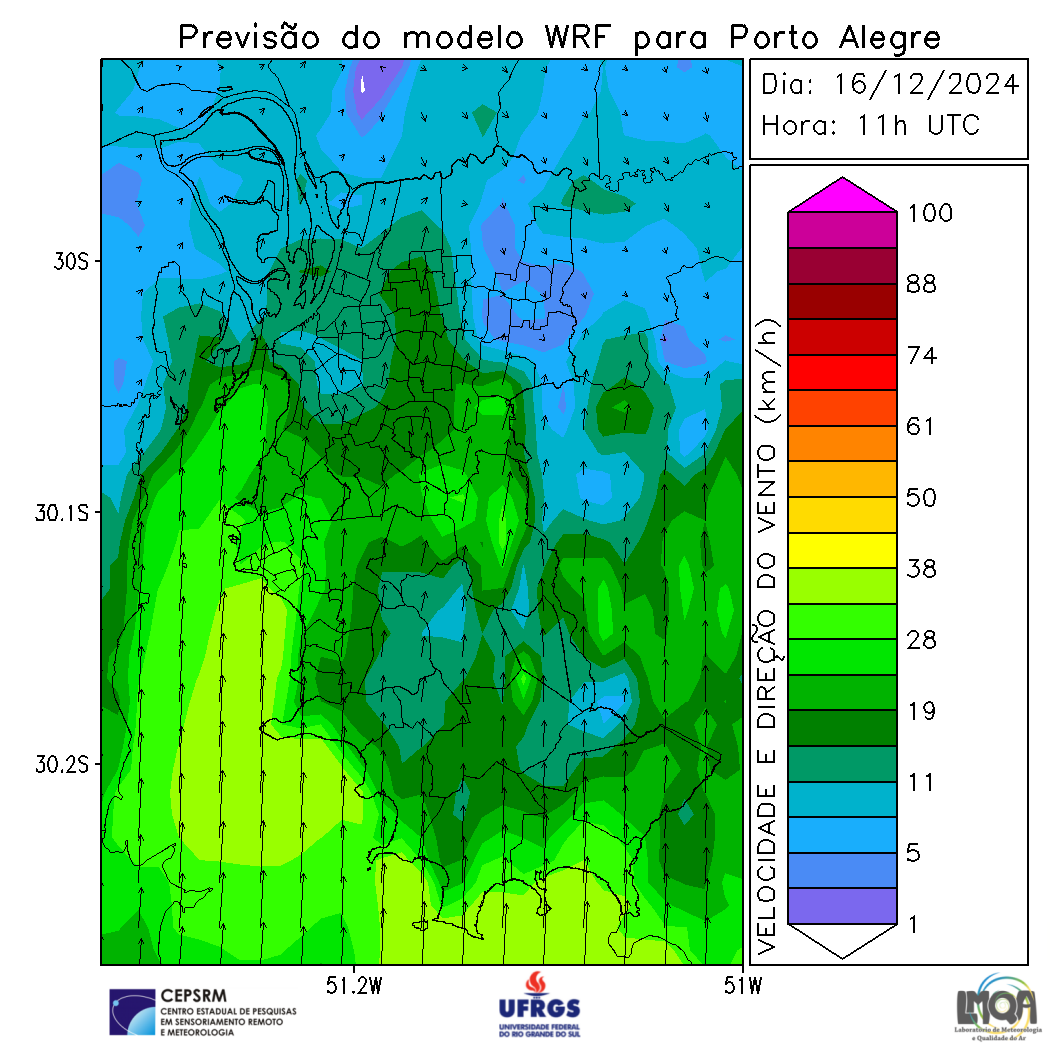 Previsão do modelo WRF para Porto Alegre
Dia: 16/12/2024
Hora: 11h UTC
30S
30.1S
30.2S
51.2W
51W
VELOCIDADE E DIREÇÃO DO VENTO (km/h)
100
88
74
61
50
38
28
19
11
5
1
CEPSRM
CENTRO ESTADUAL DE PESQUISAS
EM SENSORIAMENTO REMOTO
E METEOROLOGIA
UFRGS
UNIVERSIDADE FEDERAL
DO RIO GRANDE DO SUL
LMQA
Laboratório de Meteorologia
e Qualidade do Ar